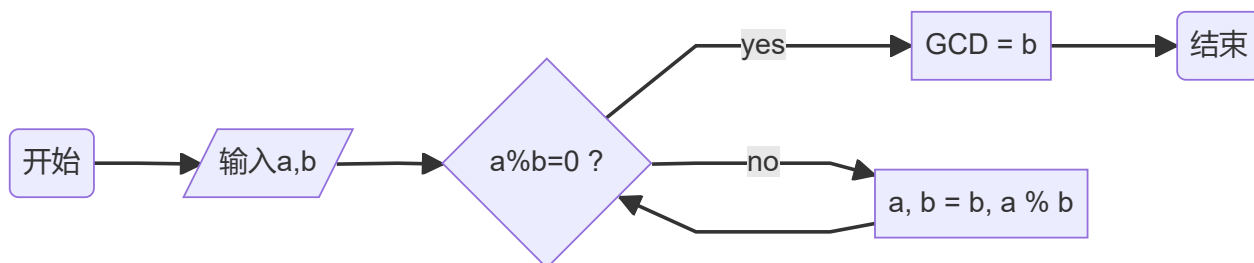 开始
输入a,b
a%b=0 ?
yes
GCD = b
结束
no
a, b = b, a % b